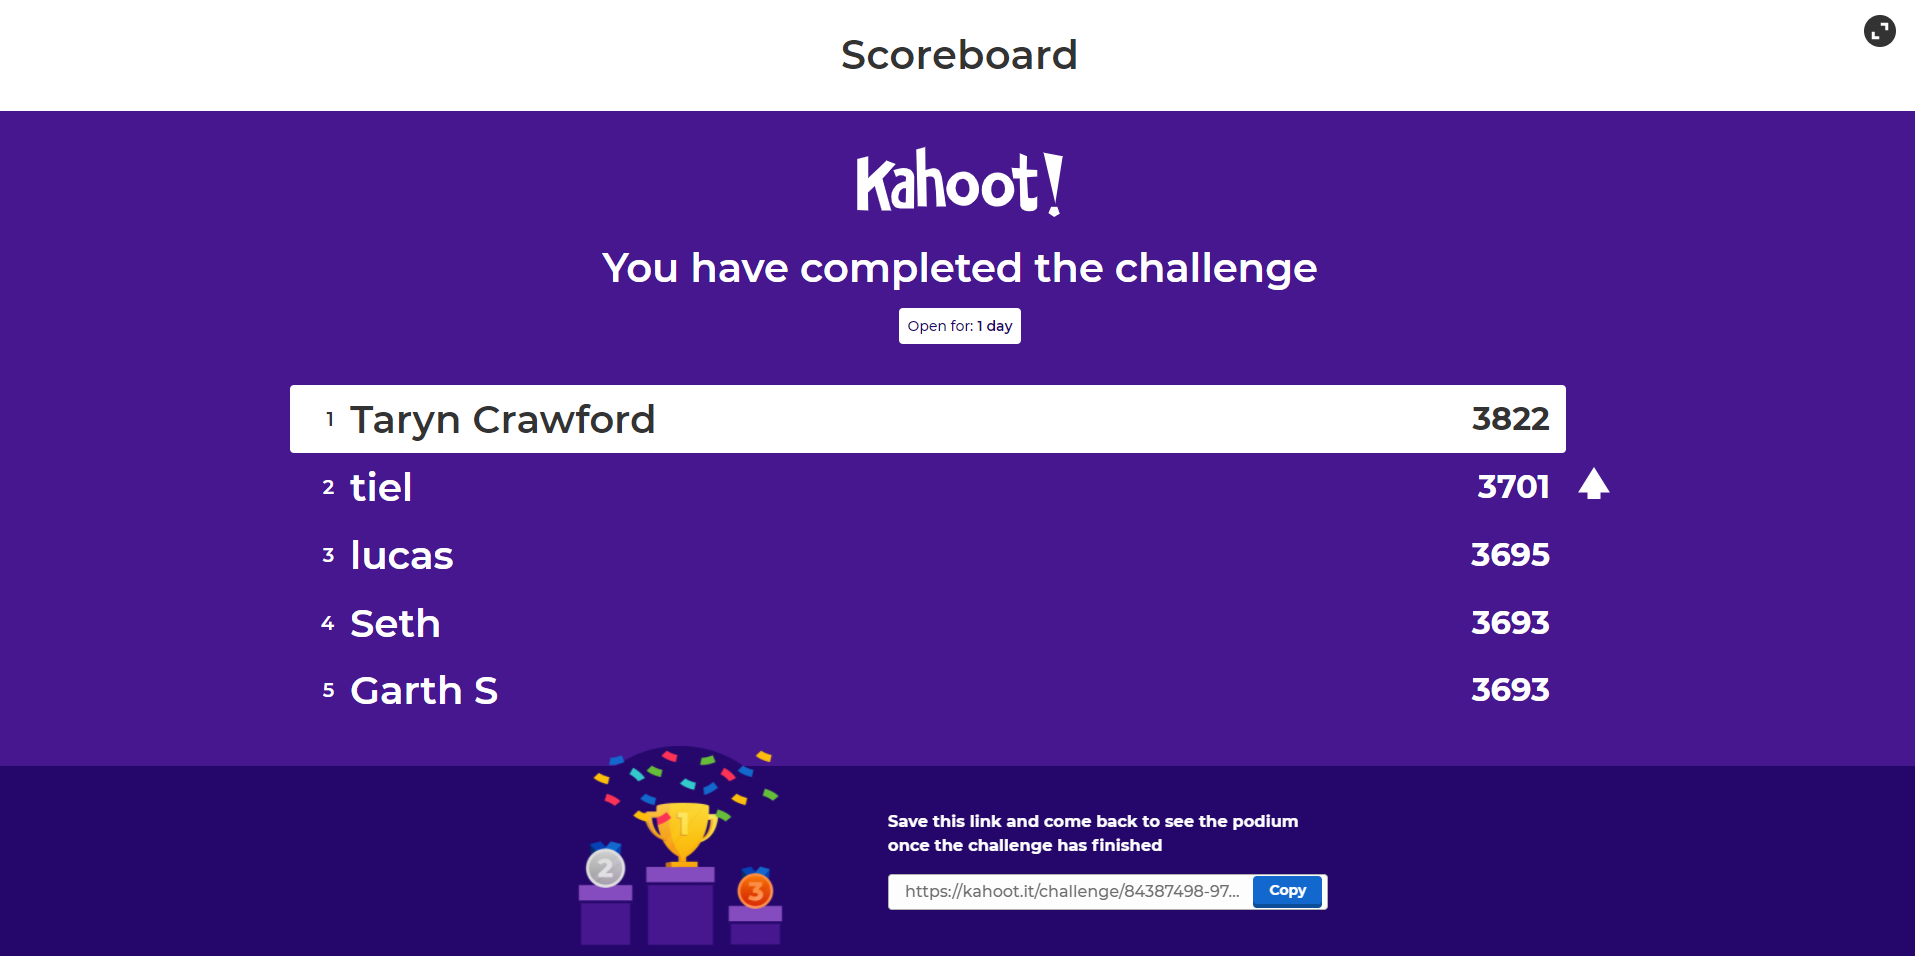 Scoreboard
Kahoot!
You have completed the challenge
Open for: 1 day
1 Taryn Crawford 3822
2 tiel 3701
3 lucas 3695
4 Seth 3693
5 Garth S 3693
1
2
3
Save this link and come back to see the podium
once the challenge has finished
https://kahoot.it/challenge/84387498-97... Copy